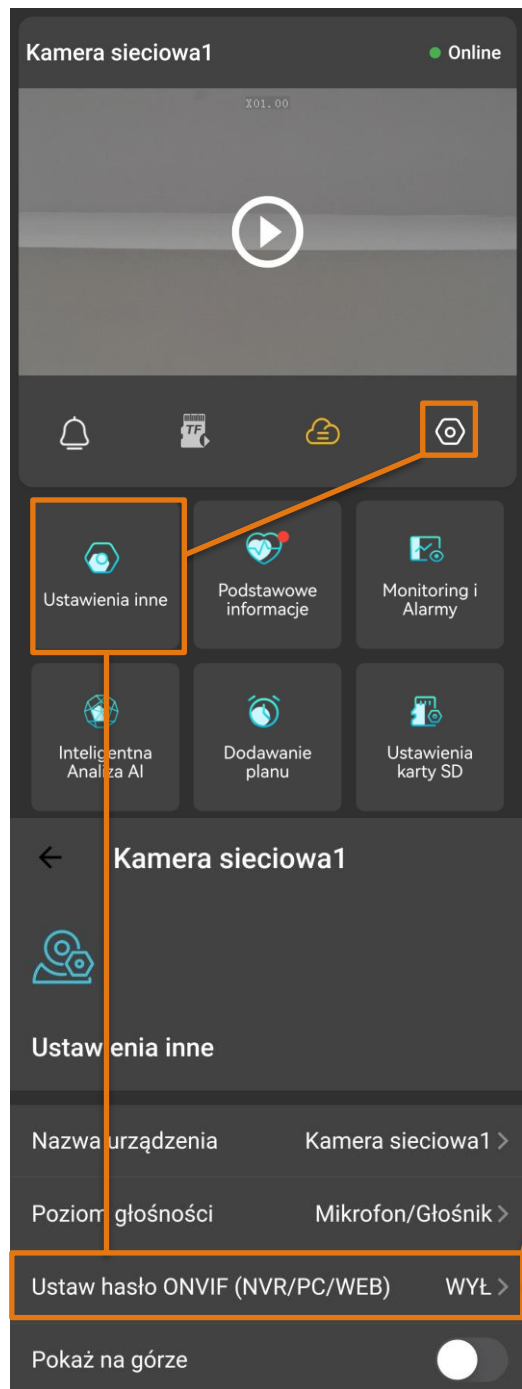 Kamera sieciowa1
Online
X01.00
TF
Ustawienia inne
Podstawowe
informacje
Monitoring i
Alarmy
Inteligentna
Analiza AI
Dodawanie
planu
Ustawienia
karty SD
Kamera sieciowa1
Ustawienia inne
Nazwa urządzenia Kamera sieciowa1
Poziom głośności Mikrofon/Głośnik
Ustaw hasło ONVIF (NVR/PC/WEB) WYŁ
Pokaż na górze